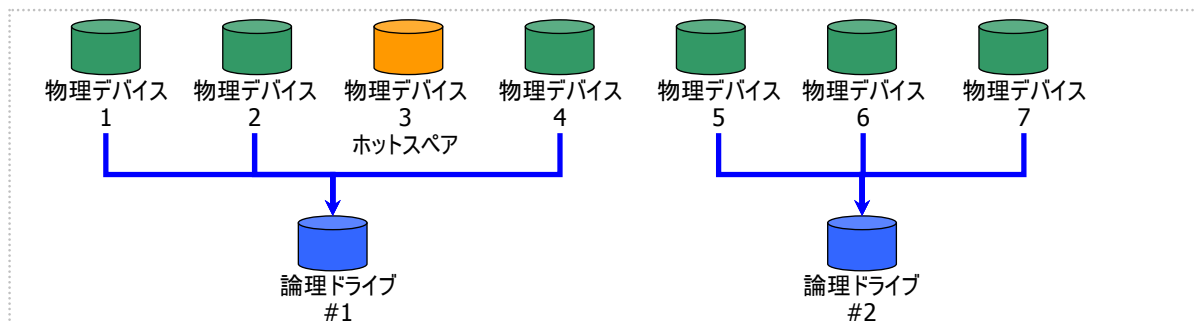 物理デバイス 物理デバイス 物理デバイス 物理デバイス 物理デバイス 物理デバイス 物理デバイス
1 2 3 4 5 6 7
ホットスペア
論理ドライブ 論理ドライブ
#1 #2